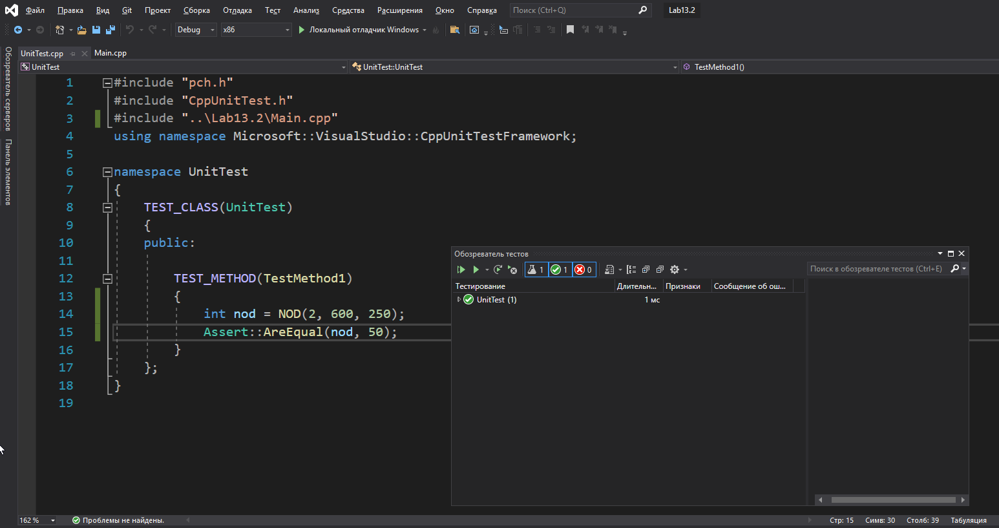 Файл Правка Вид Git Проект Сборка Отладка Тест Анализ Средства Расширения Окно Справка Поиск (Ctrl+Q) Lab13.2
Debug x86 Локальный отладчик Windows
Обозреватель серверов
Панель элементов
UnitTest.cpp Main.cpp
UnitTest UnitTest::UnitTest TestMethod1()
1 #include "pch.h"
2 #include "CppUnitTest.h"
3 #include "..\Lab13.2\Main.cpp"
4 using namespace Microsoft::VisualStudio::CppUnitTestFramework;
5
6 namespace UnitTest
7 {
8 TEST_CLASS(UnitTest)
9 {
10 public:
11
12 TEST_METHOD(TestMethod1)
13 {
14 int nod = NOD(2, 600, 250);
15 Assert::AreEqual(nod, 50);
16 }
17 };
18 }
19
Обозреватель тестов
1 1 0 Поиск в обозревателе тестов (Ctrl+E)
Тестирование Длительн... Признаки Сообщение об ош...
UnitTest (1) 1 мс
162 % Проблемы не найдены. Стр: 15 Симв: 30 Столб: 39 Табуляция